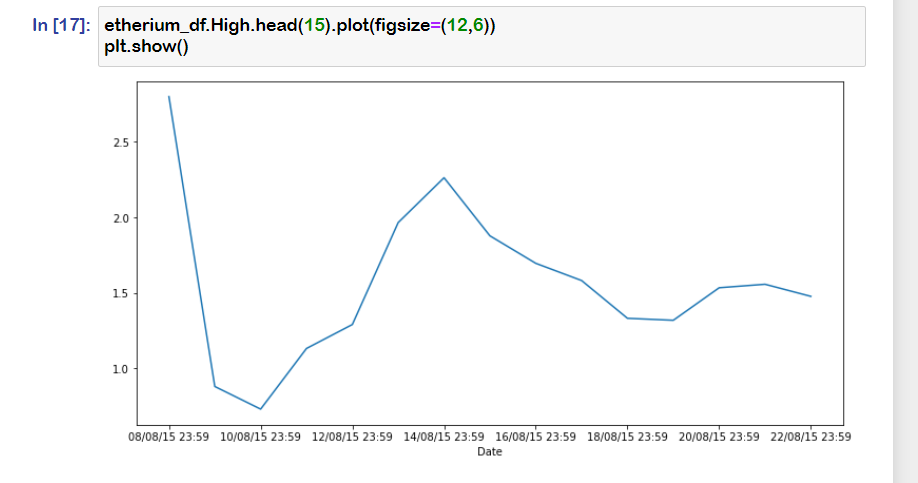 In [17]: etherium_df.High.head(15).plot(figsize=(12,6))
plt.show()
2.5
2.0
1.5
1.0
08/08/15 23:59 10/08/15 23:59 12/08/15 23:59 14/08/15 23:59 16/08/15 23:59 18/08/15 23:59 20/08/15 23:59 22/08/15 23:59
Date